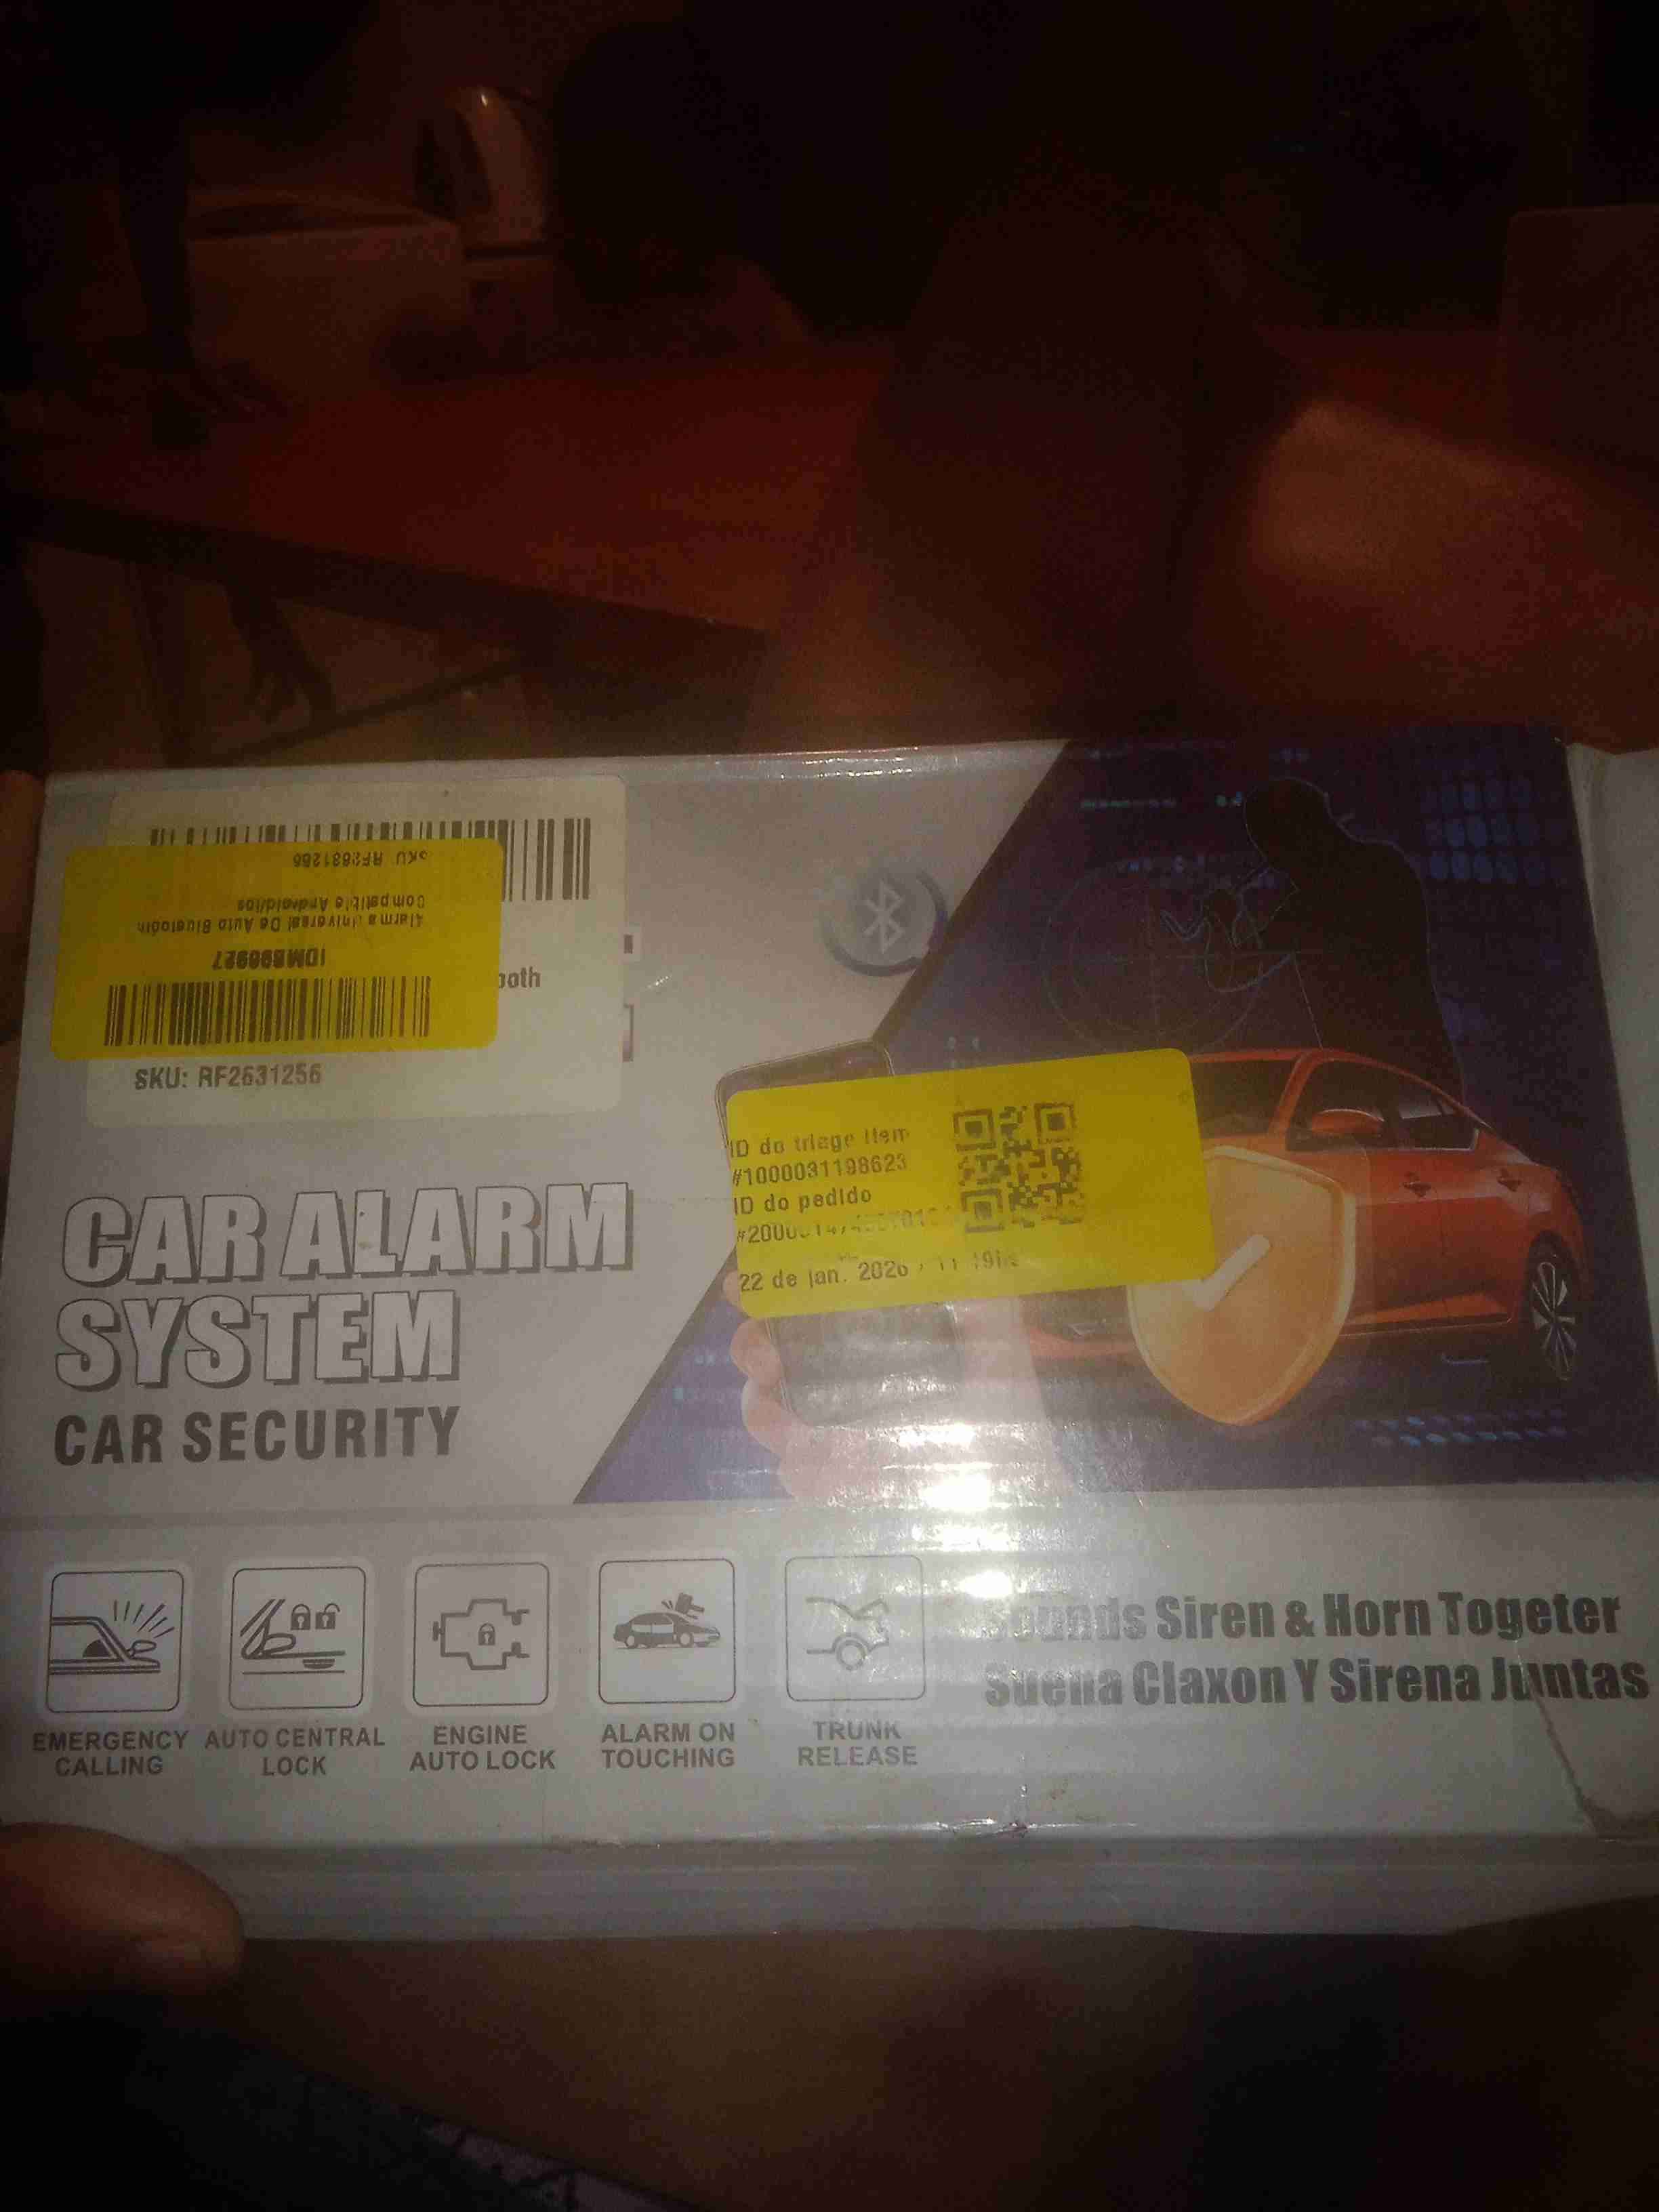 SKU: RF2631256
Compatible Android/ios
Alarma Universal De Auto Bluetooth
IDM898927
ooth
SKU: RF2631256
ID do triage item
#1000031198623
ID do pedido
22 de jan. 2026
CAR ALARM
SYSTEM
CAR SECURITY
EMERGENCY
CALLING
AUTO CENTRAL
LOCK
ENGINE
AUTO LOCK
ALARM ON
TOUCHING
TRUNK
RELEASE
Sounds Siren & Horn Togeter
Suena Claxon Y Sirena Juntas